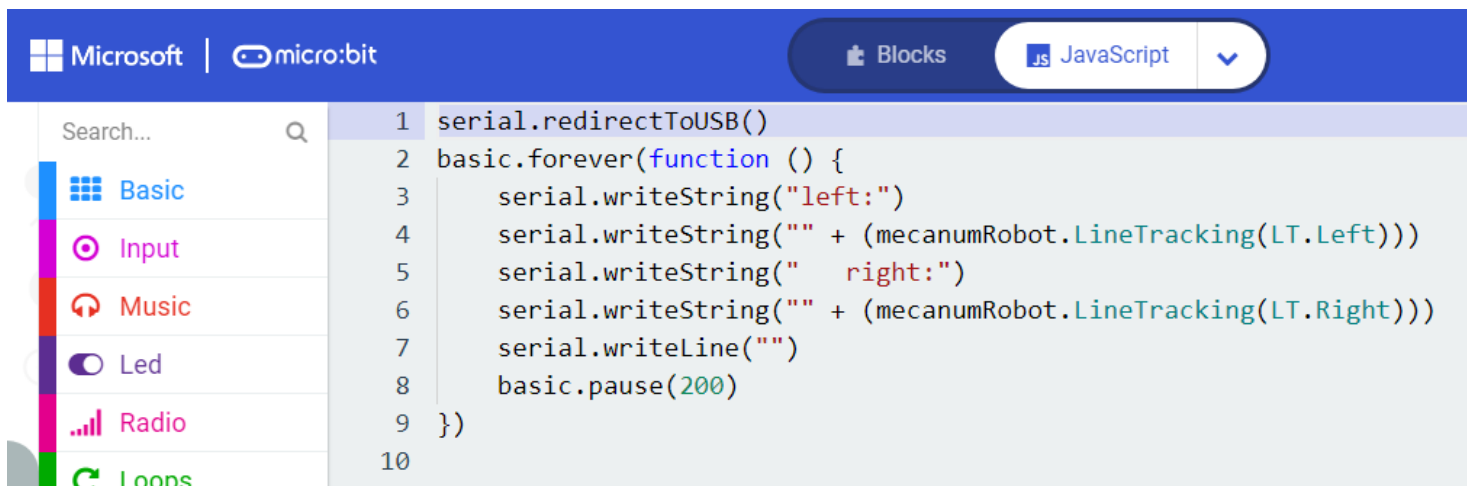 Microsoft micro:bit Blocks JS JavaScript
Search...
Basic
Input
Music
Led
Radio
Loops
1 serial.redirectToUSB()
2 basic.forever(function () {
3     serial.writeString("left:")
4     serial.writeString("" + (mecanumRobot.LineTracking(LT.Left)))
5     serial.writeString("   right:")
6     serial.writeString("" + (mecanumRobot.LineTracking(LT.Right)))
7     serial.writeLine("")
8     basic.pause(200)
9 })
10